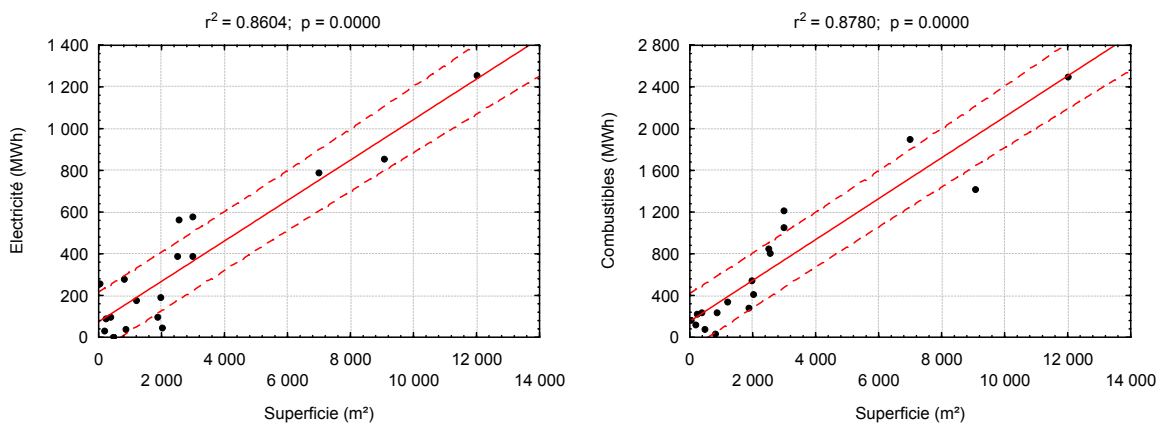 r² = 0.8604; p = 0.0000
Electricité (MWh)
1 400
1 200
1 000
800
600
400
200
0
0 4 000 8 000 12 000
2 000 6 000 10 000 14 000
Superficie (m²)
r² = 0.8780; p = 0.0000
Combustibles (MWh)
2 800
2 400
2 000
1 600
1 200
800
400
0
0 4 000 8 000 12 000
2 000 6 000 10 000 14 000
Superficie (m²)